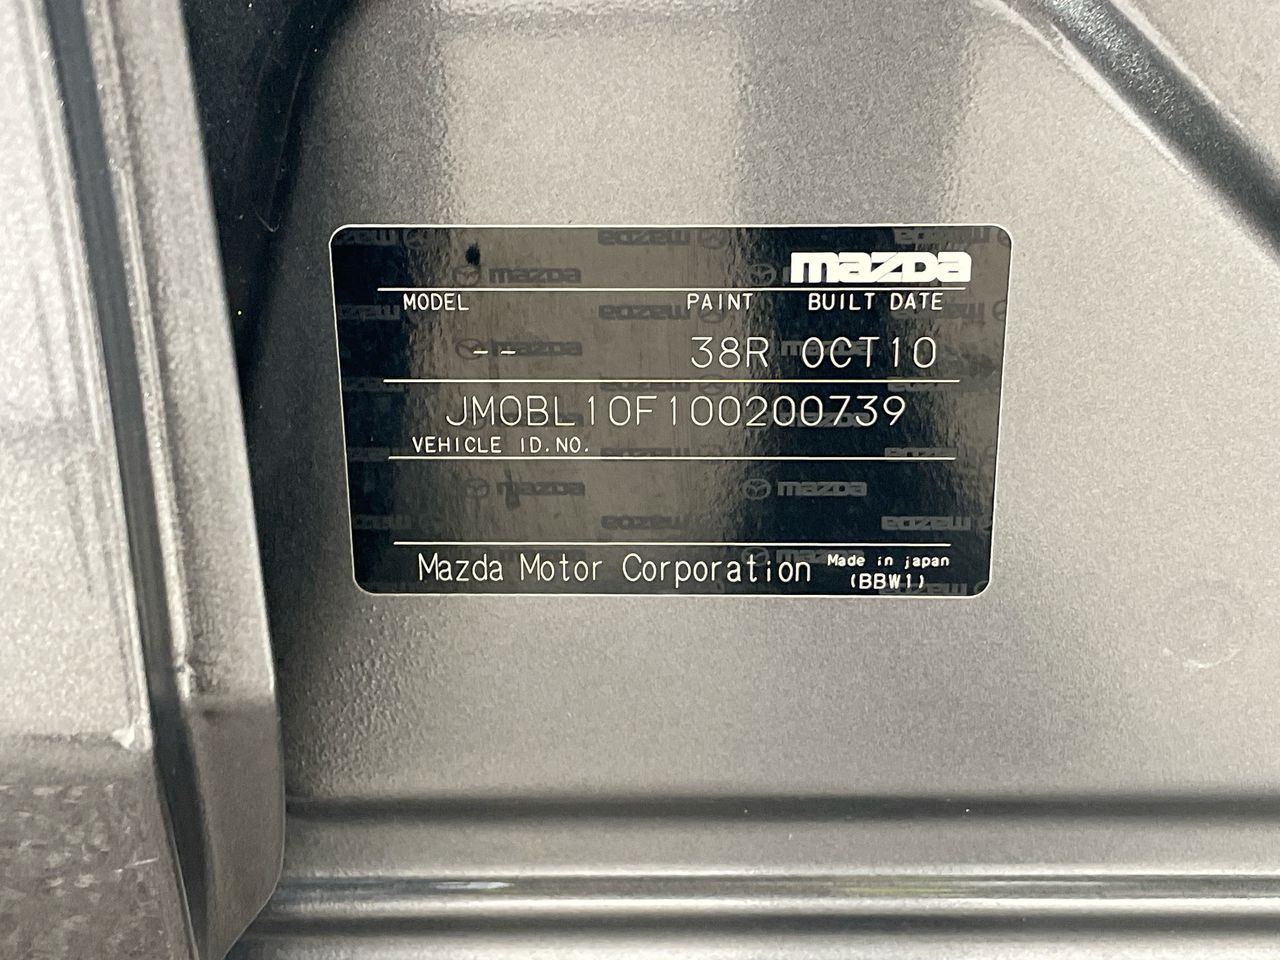 mazda
MODEL PAINT BUILT DATE
-- 38R OCT10
JM0BL10F100200739
VEHICLE ID.NO.
Mazda Motor Corporation Made in japan
(BBW1)